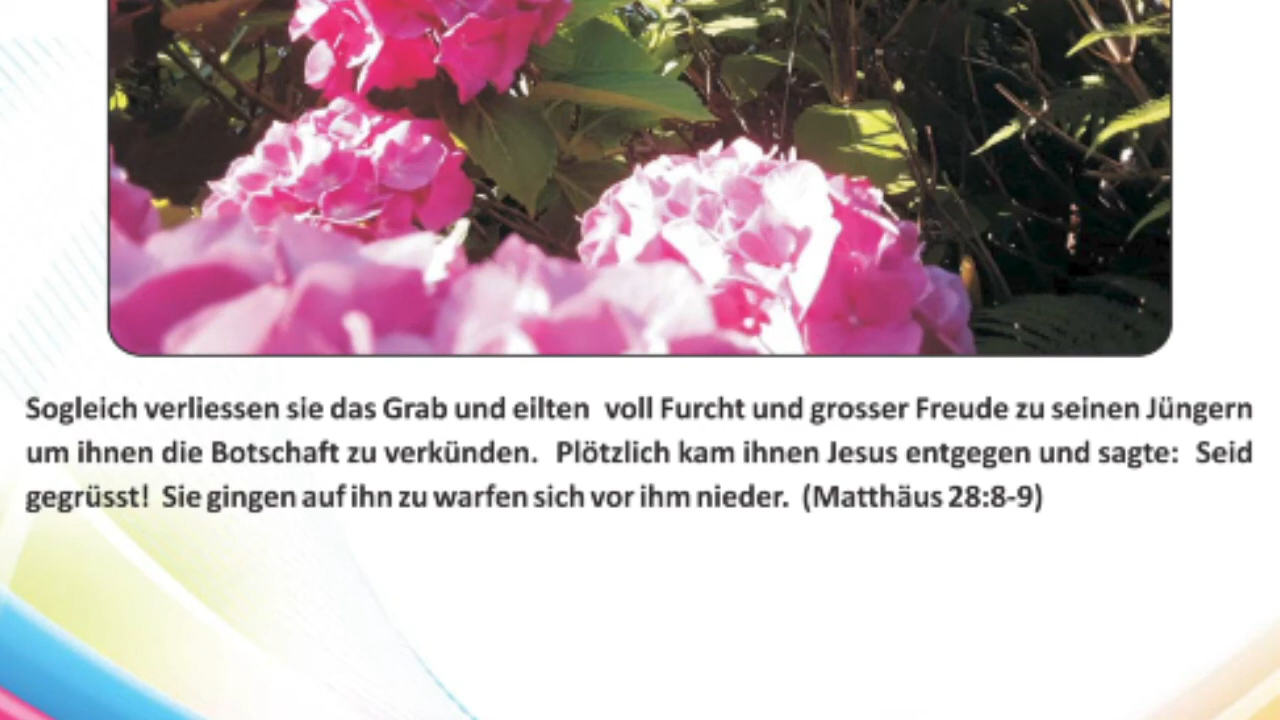 Sogleich verliessen sie das Grab und eilten voll Furcht und grosser Freude zu seinen Jüngern
um ihnen die Botschaft zu verkünden. Plötzlich kam ihnen Jesus entgegen und sagte: Seid
gegrüsst! Sie gingen auf ihn zu warfen sich vor ihm nieder. (Matthäus 28:8-9)